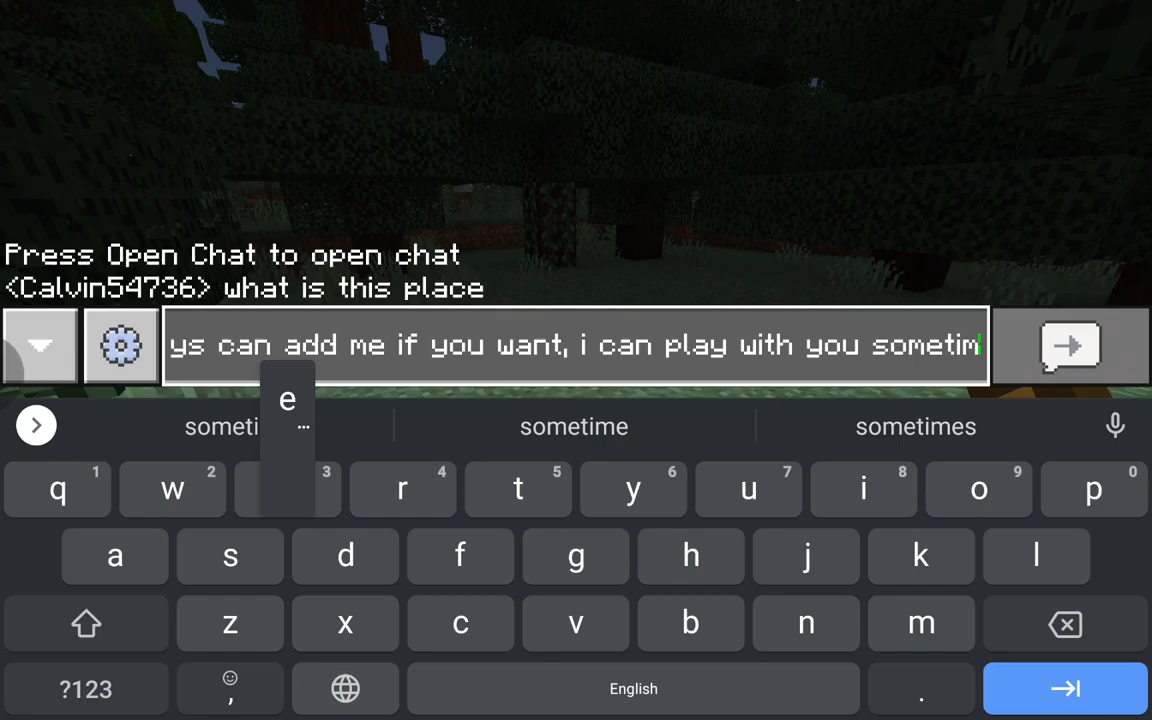 Press Open Chat to open chat
<Calvin54736> what is this place
ys can add me if you want, i can play with you sometim
e
...
someti sometime sometimes
q 1 w 2 3 r 4 t 5 y 6 u 7 i 8 o 9 p 0
a s d f g h j k l
z x c v b n m
?123 , English .